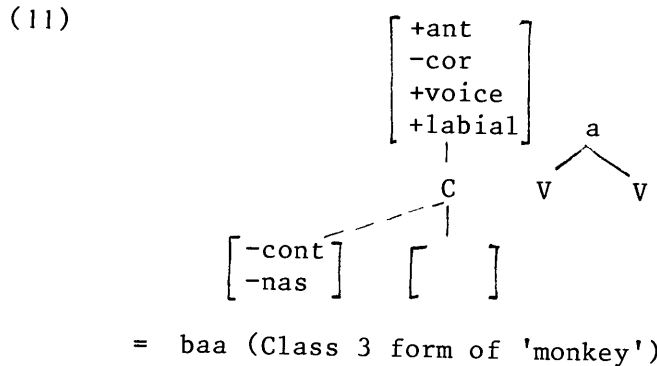 (11)
+ant
-cor
+voice
+labial
a
C V V
-cont
-nas
= baa (Class 3 form of 'monkey')